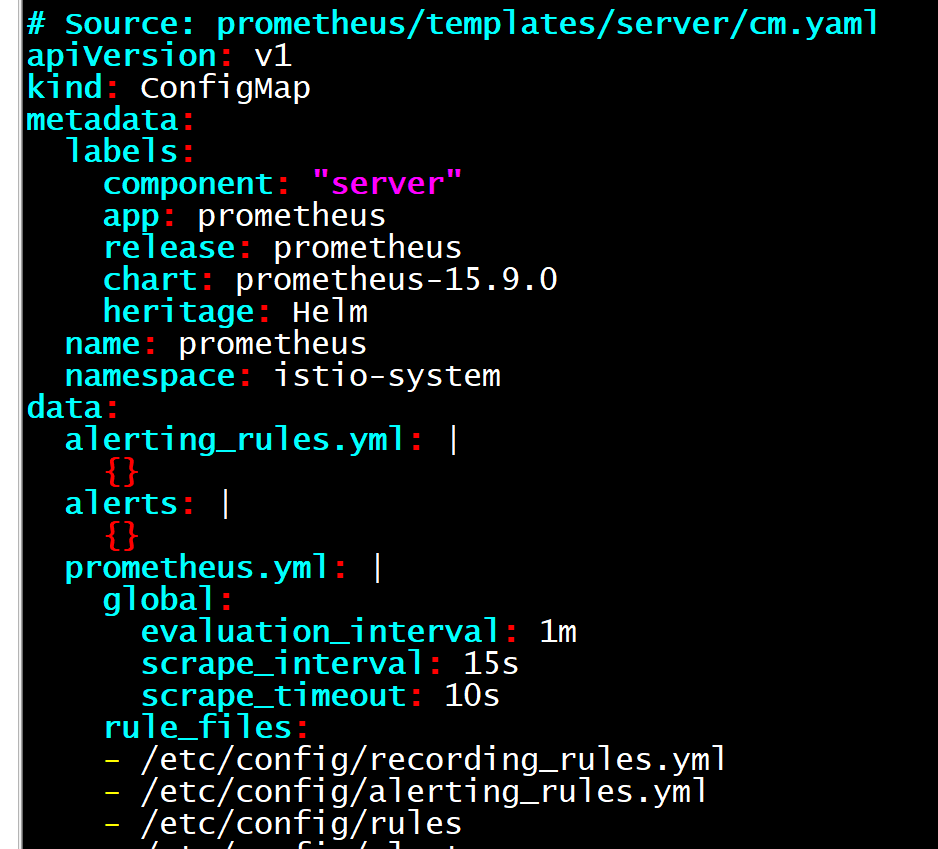 # Source: prometheus/templates/server/cm.yaml
apiVersion: v1
kind: ConfigMap
metadata:
  labels:
    component: "server"
    app: prometheus
    release: prometheus
    chart: prometheus-15.9.0
    heritage: Helm
  name: prometheus
  namespace: istio-system
data:
  alerting_rules.yml: |
    {}
  alerts: |
    {}
  prometheus.yml: |
    global:
      evaluation_interval: 1m
      scrape_interval: 15s
      scrape_timeout: 10s
    rule_files:
    - /etc/config/recording_rules.yml
    - /etc/config/alerting_rules.yml
    - /etc/config/rules